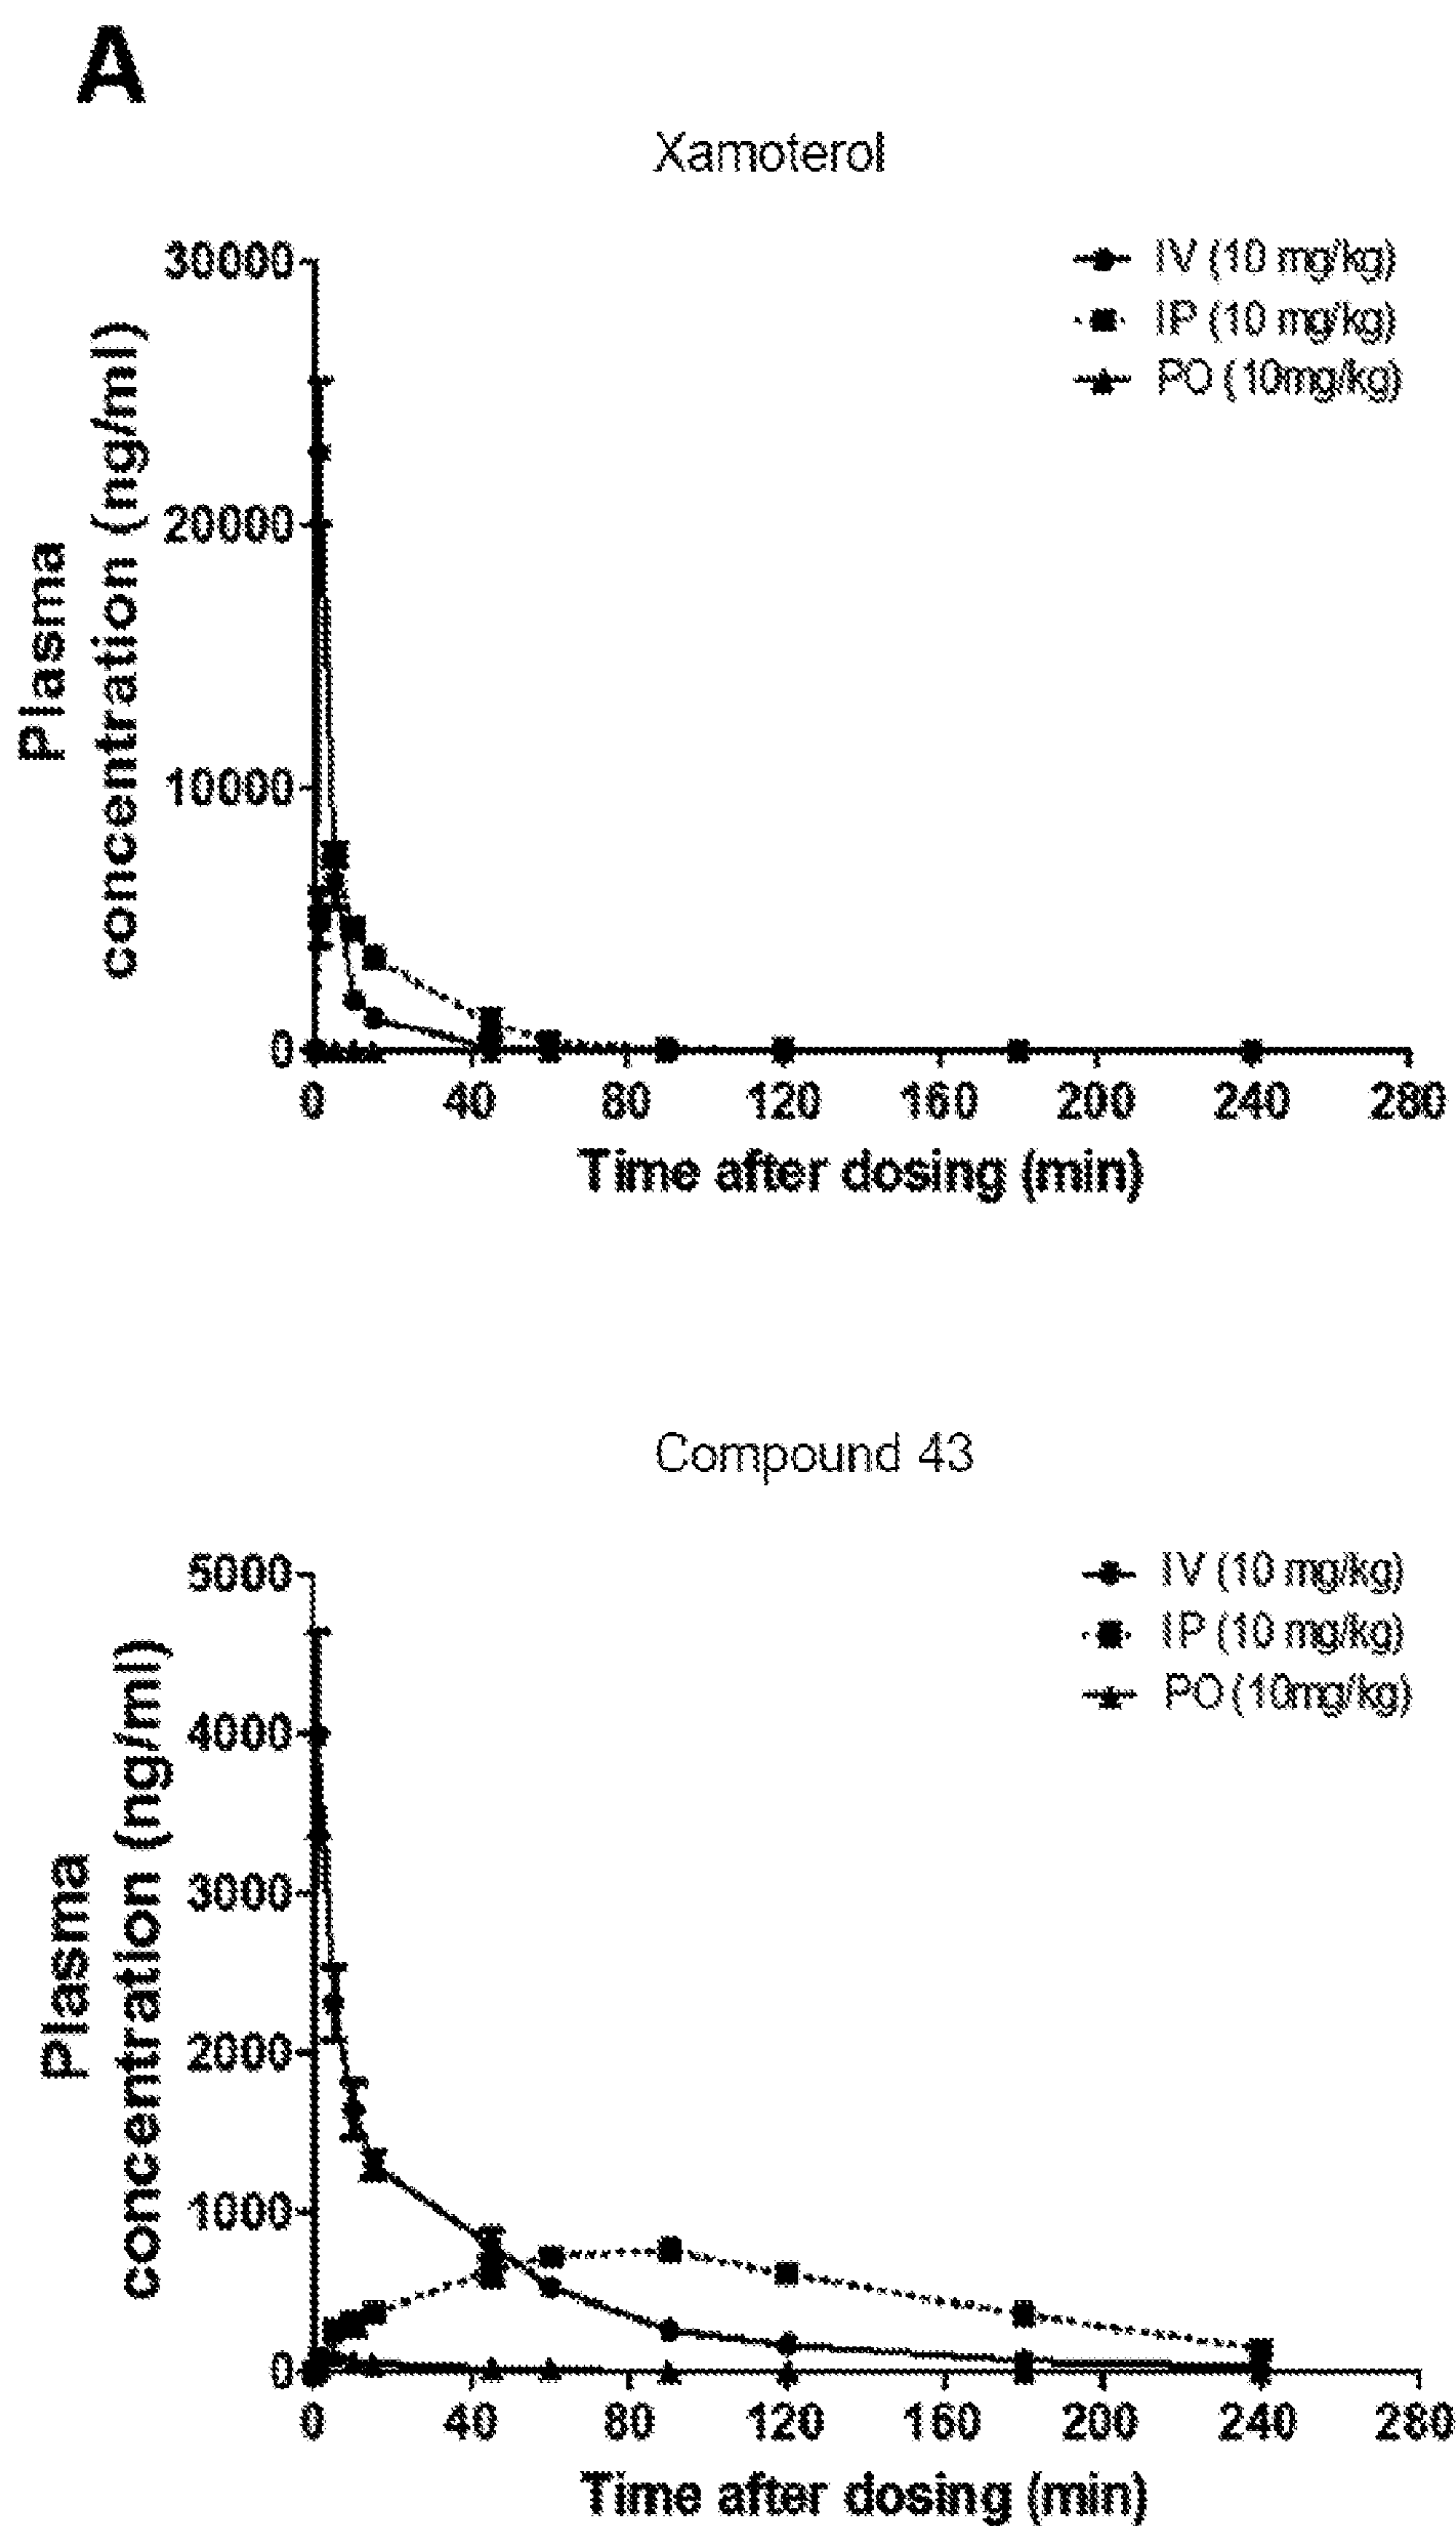 A
Xamoterol
IV (10 mg/kg)
IP (10 mg/kg)
PO (10mg/kg)
Plasma
concentration (ng/ml)
30000
20000
10000
0
0 40 80 120 160 200 240 280
Time after dosing (min)
Compound 43
IV (10 mg/kg)
IP (10 mg/kg)
PO (10mg/kg)
Plasma
concentration (ng/ml)
5000
4000
3000
2000
1000
0
0 40 80 120 160 200 240 280
Time after dosing (min)